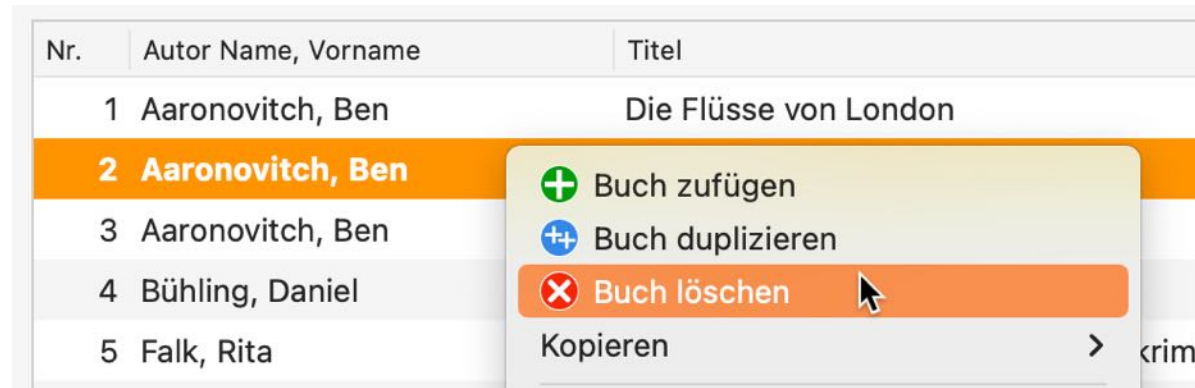 Nr. Autor Name, Vorname Titel
1 Aaronovitch, Ben Die Flüsse von London
2 Aaronovitch, Ben
Buch zufügen
3 Aaronovitch, Ben
Buch duplizieren
4 Bühling, Daniel
Buch löschen
5 Falk, Rita
Kopieren
krim